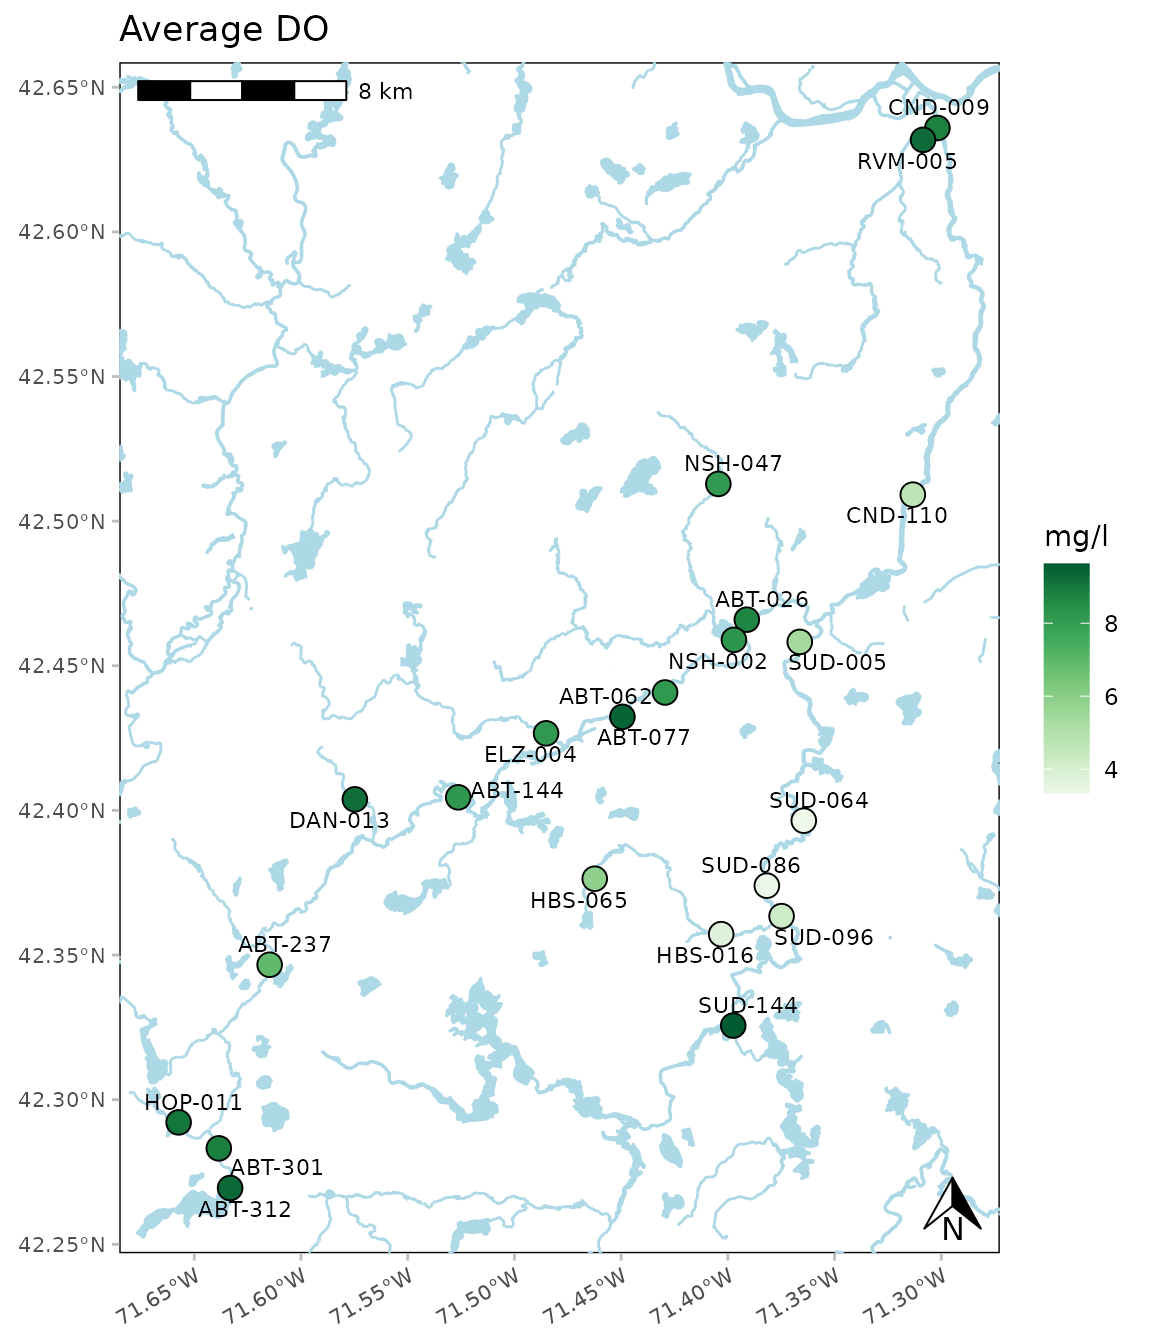 Average DO
42.65°N
8 km
CND-009
RVM-005
42.60°N
42.55°N
NSH-047
42.50°N
CND-110
mg/l
ABT-026
8
42.45°N
NSH-002
SUD-005
ABT-062
6
ABT-077
ELZ-004
4
ABT-144
SUD-064
42.40°N
DAN-013
SUD-086
HBS-065
SUD-096
ABT-237
42.35°N
HBS-016
SUD-144
42.30°N
HOP-011
ABT-301
ABT-312
N
42.25°N
71.65°W
71.60°W
71.55°W
71.50°W
71.45°W
71.40°W
71.35°W
71.30°W